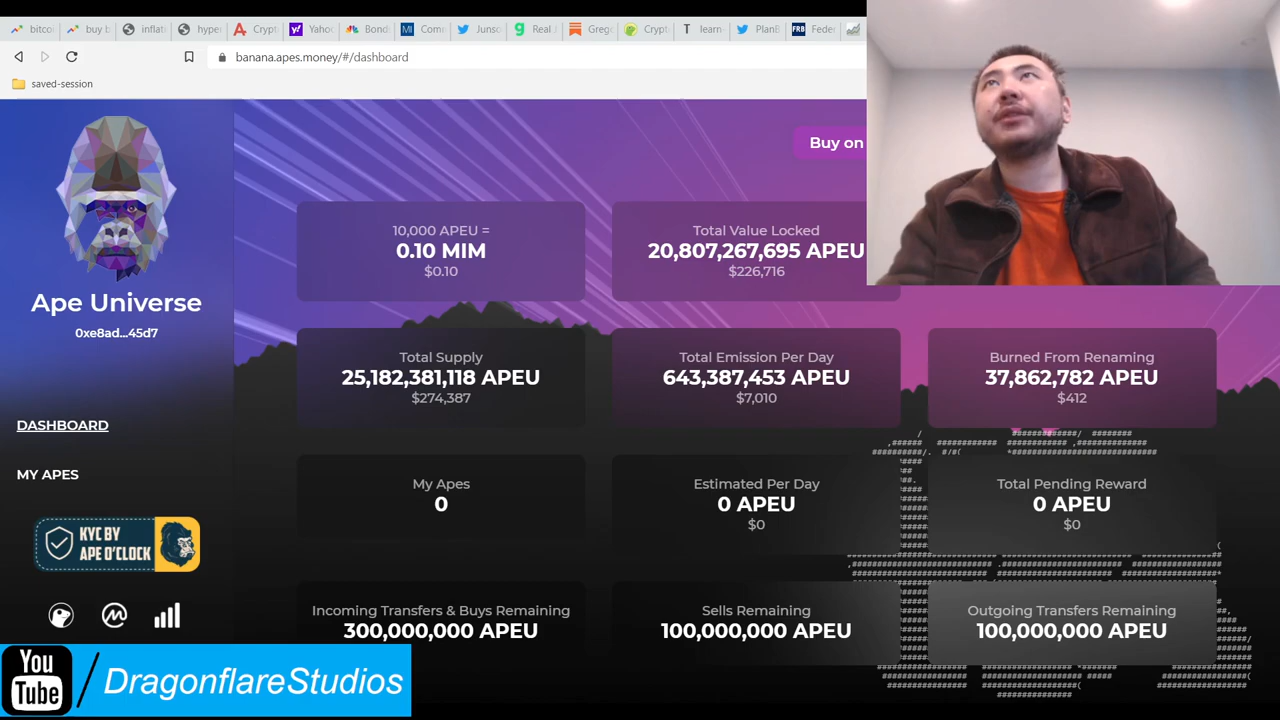 bitco
buy b
inflat
hyper
Crypt
Yahoo
Bond
Com
Junso
Real J
Grego
Crypt
learn-
PlanB
FRB
Feder
banana.apes.money/#/dashboard
saved-session
Buy on
Ape Universe
0xe8ad...45d7
DASHBOARD
MY APES
KYC BY
APE O'CLOCK
10,000 APEU =
0.10 MIM
$0.10
Total Value Locked
20,807,267,695 APEU
$226,716
Total Supply
25,182,381,118 APEU
$274,387
Total Emission Per Day
643,387,453 APEU
$7,010
Burned From Renaming
37,862,782 APEU
$412
My Apes
0
Estimated Per Day
0 APEU
$0
Total Pending Reward
0 APEU
$0
Incoming Transfers & Buys Remaining
300,000,000 APEU
Sells Remaining
100,000,000 APEU
Outgoing Transfers Remaining
100,000,000 APEU
You
Tube
/ DragonflareStudios